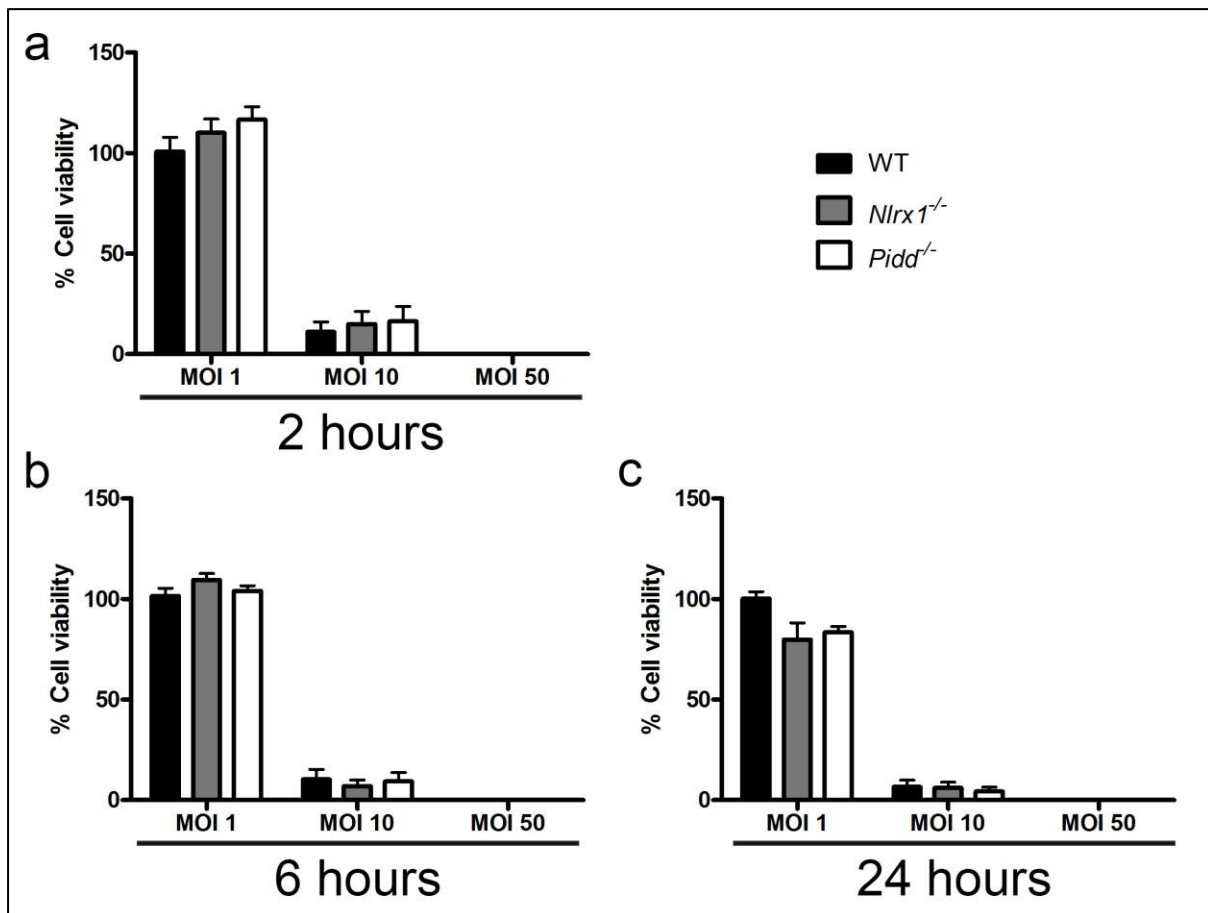 a
150
100
50
0
% Cell viability
MOI 1 MOI 10 MOI 50
2 hours
WT
Nlrx1-/-
Pidd-/-
b
150
100
50
0
% Cell viability
MOI 1 MOI 10 MOI 50
6 hours
c
150
100
50
0
% Cell viability
MOI 1 MOI 10 MOI 50
24 hours